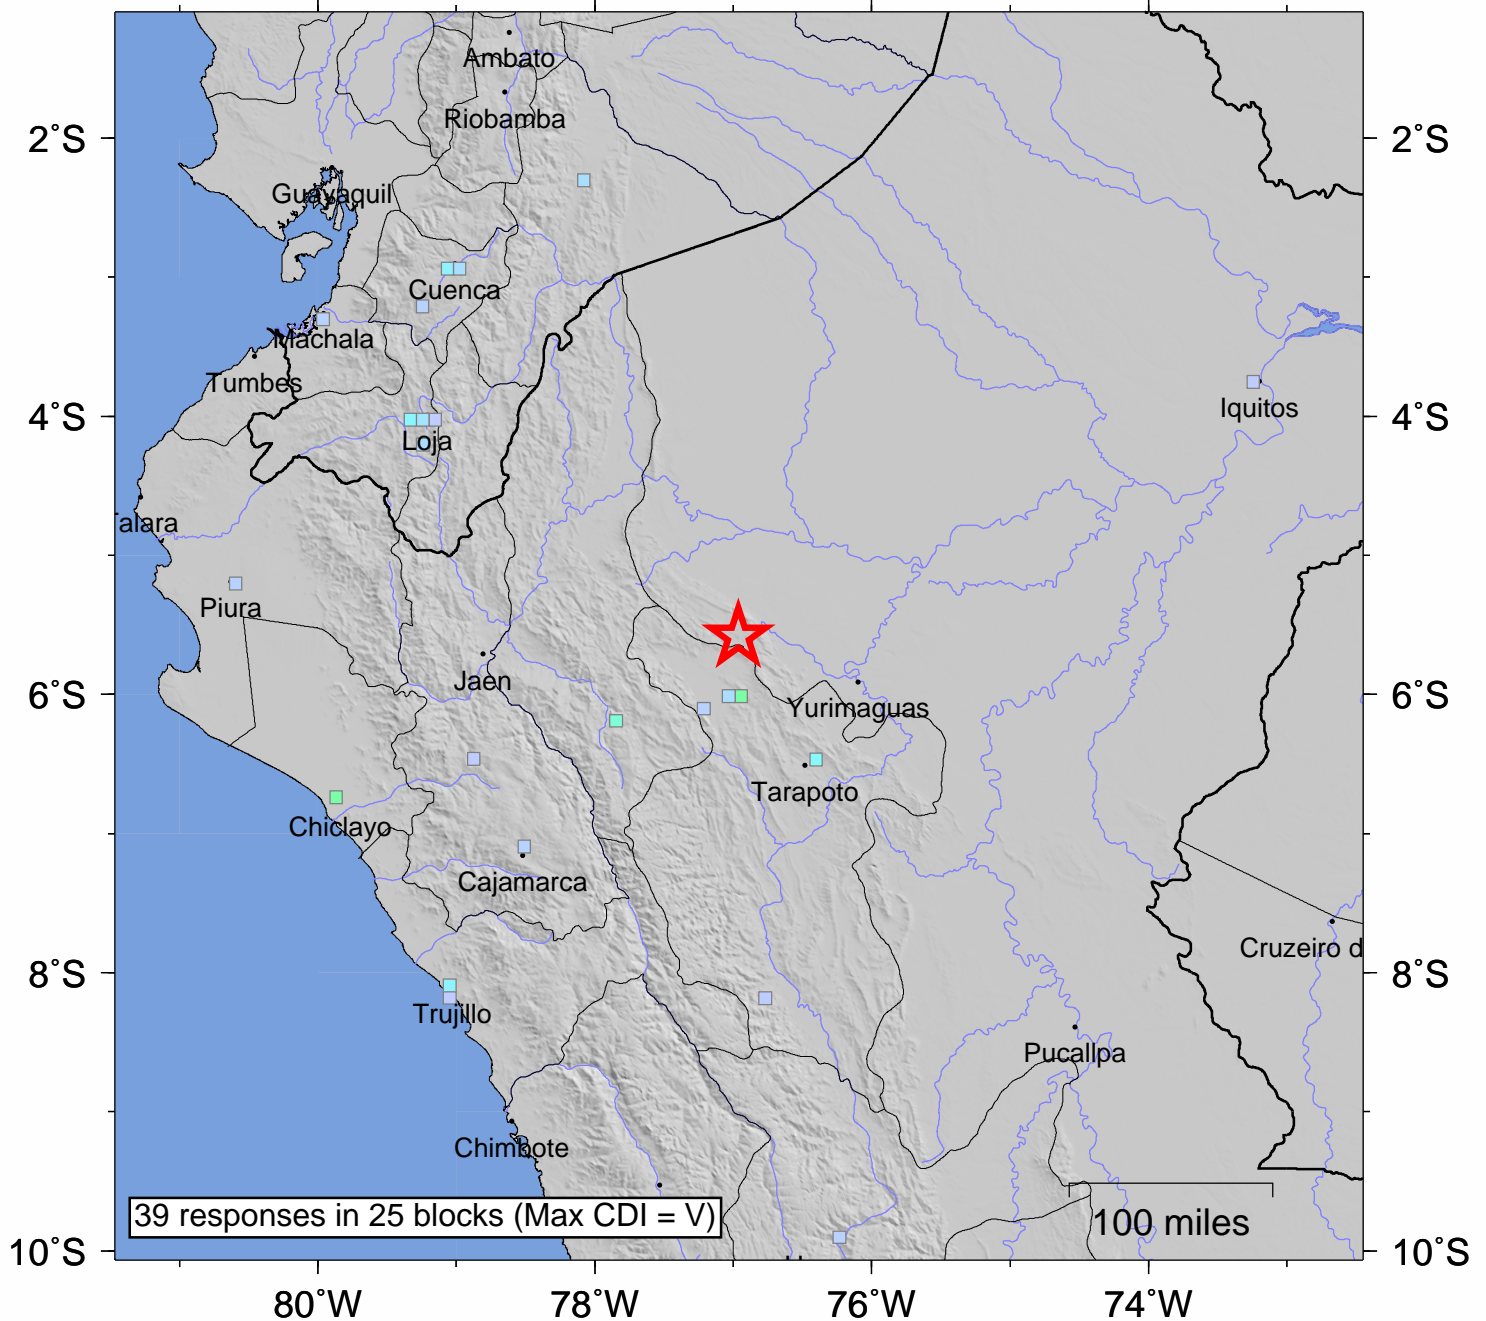 Ambato
Riobamba
2°S
2°S
Guayaquil
Cuenca
Machala
Tumbes
Iquitos
4°S
4°S
Loja
alara
Piura
Jaen
6°S
6°S
Yurimaguas
Tarapoto
Chiclayo
Cajamarca
Cruzeiro d
8°S
8°S
Trujillo
Pucallpa
Chimbote
39 responses in 25 blocks (Max CDI = V)
100 miles
10°S
10°S
80°W
78°W
76°W
74°W